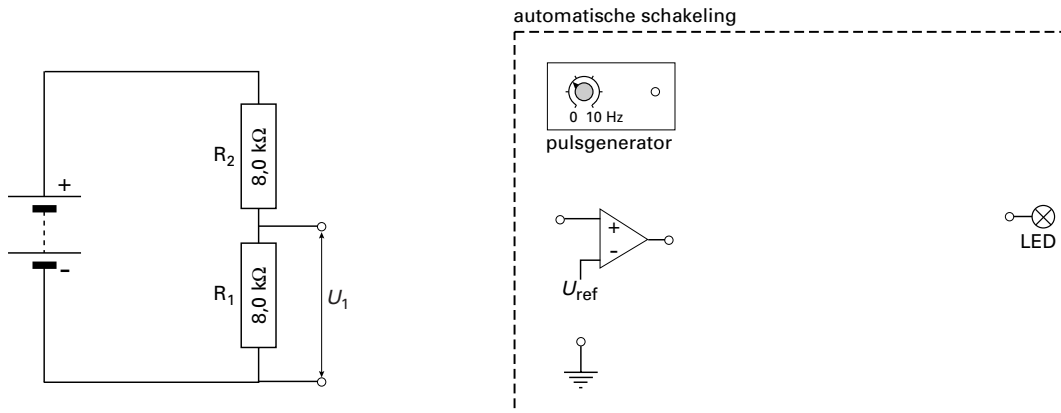 automatische schakeling
0 10 Hz
pulsgenerator
+
R2
8,0 kΩ
-
R1
8,0 kΩ
U1
+
-
Uref
LED